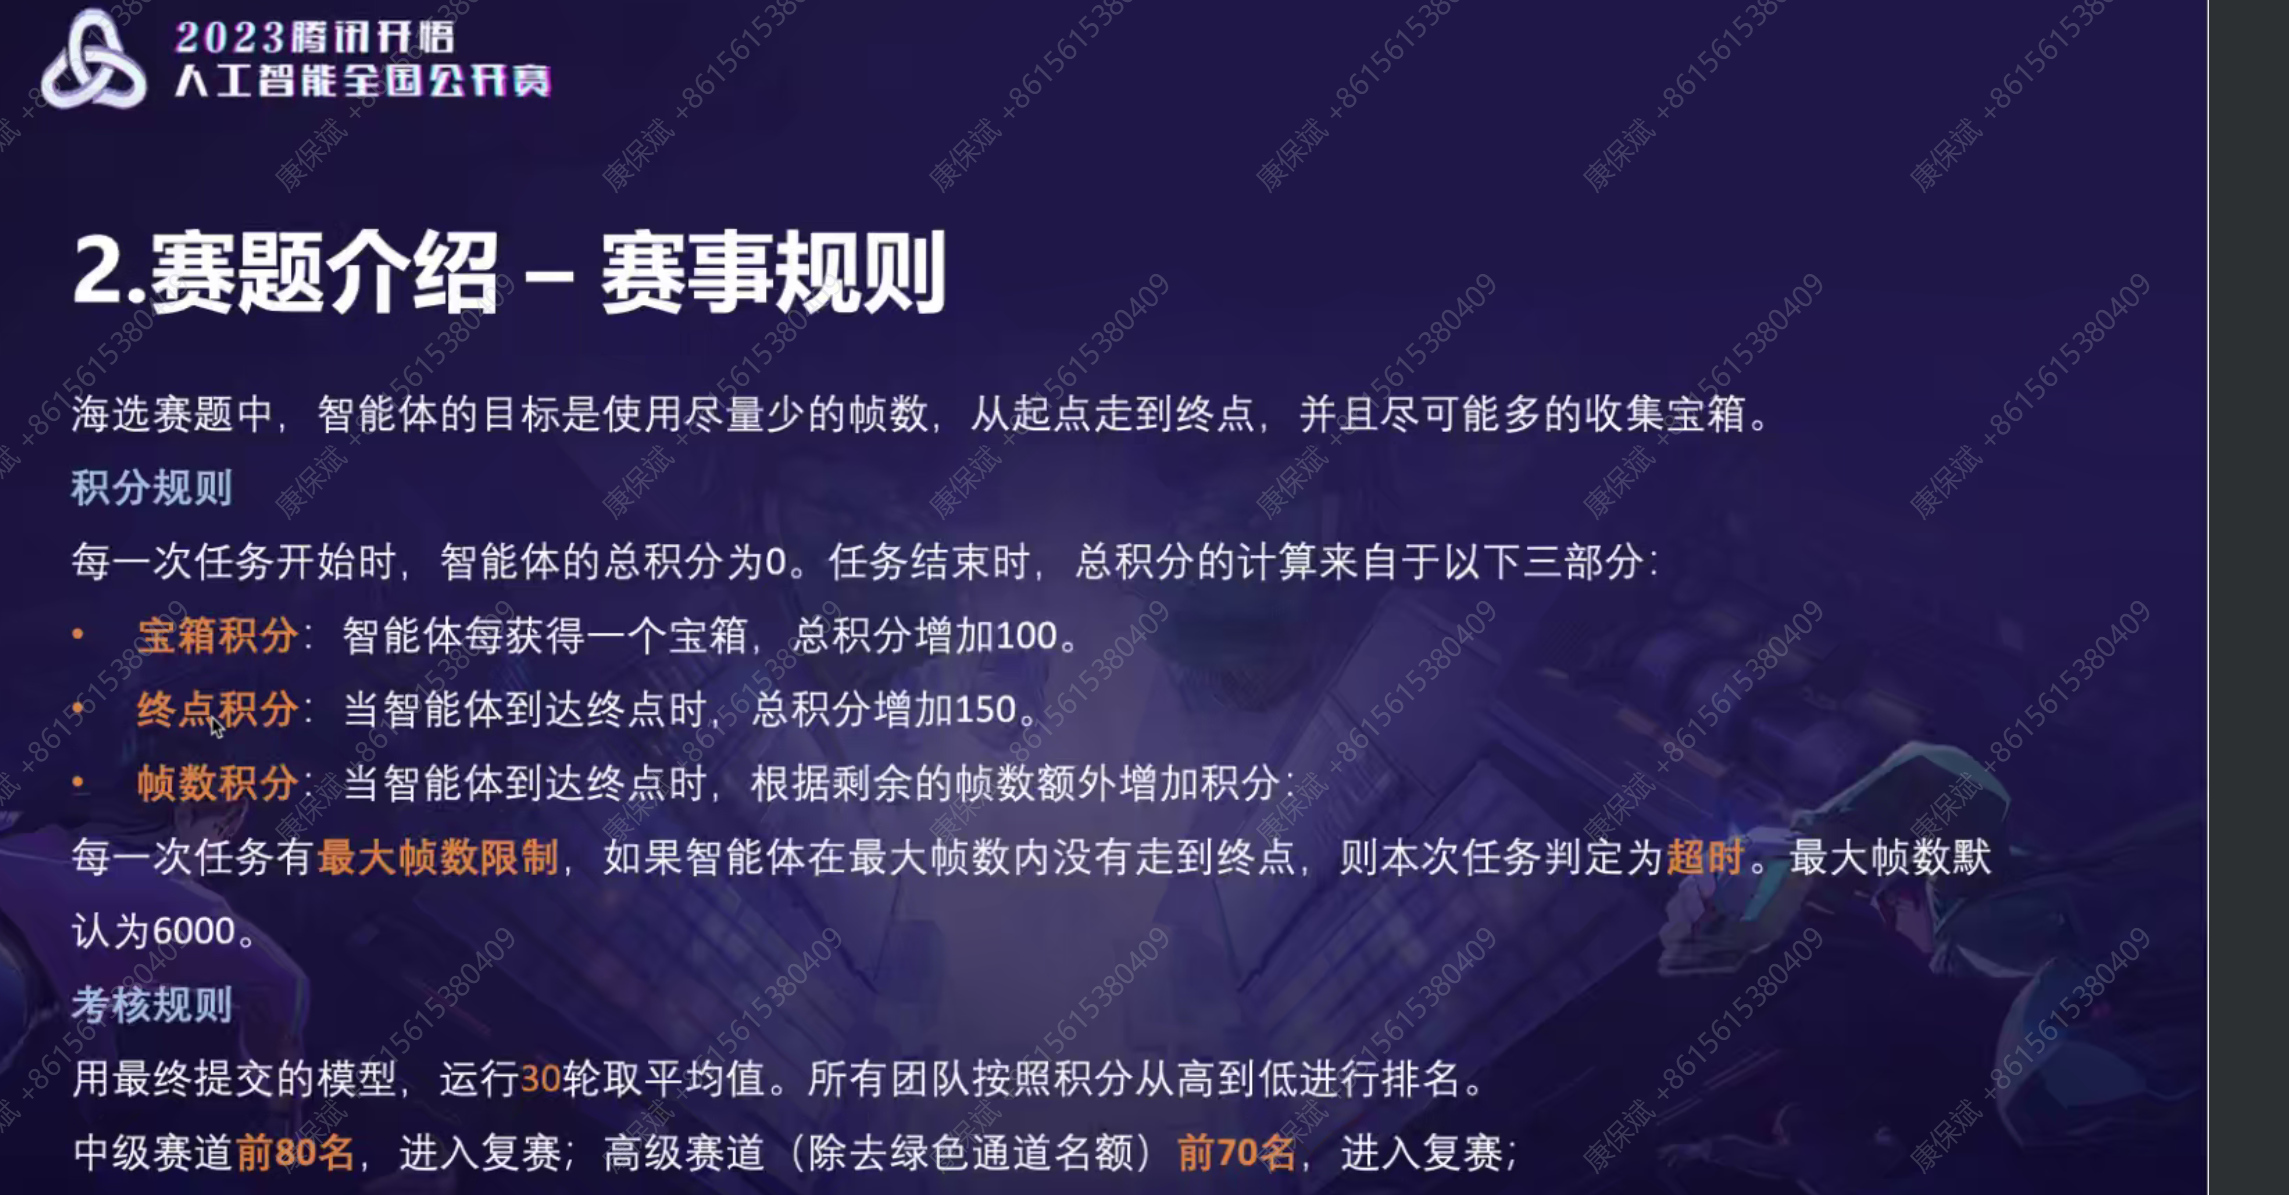 2023腾讯开悟
人工智能全国公开赛
2.赛题介绍 – 赛事规则
海选赛题中，智能体的目标是使用尽量少的帧数，从起点走到终点，并且尽可能多的收集宝箱。
积分规则
每一次任务开始时，智能体的总积分为0。任务结束时，总积分的计算来自于以下三部分：
• 宝箱积分：智能体每获得一个宝箱，总积分增加100。
• 终点积分：当智能体到达终点时，总积分增加150。
• 帧数积分：当智能体到达终点时，根据剩余的帧数额外增加积分：
每一次任务有最大帧数限制，如果智能体在最大帧数内没有走到终点，则本次任务判定为超时。最大帧数默
认为6000。
考核规则
用最终提交的模型，运行30轮取平均值。所有团队按照积分从高到低进行排名。
中级赛道前80名，进入复赛；高级赛道（除去绿色通道名额）前70名，进入复赛；
康保斌 +8615615380409